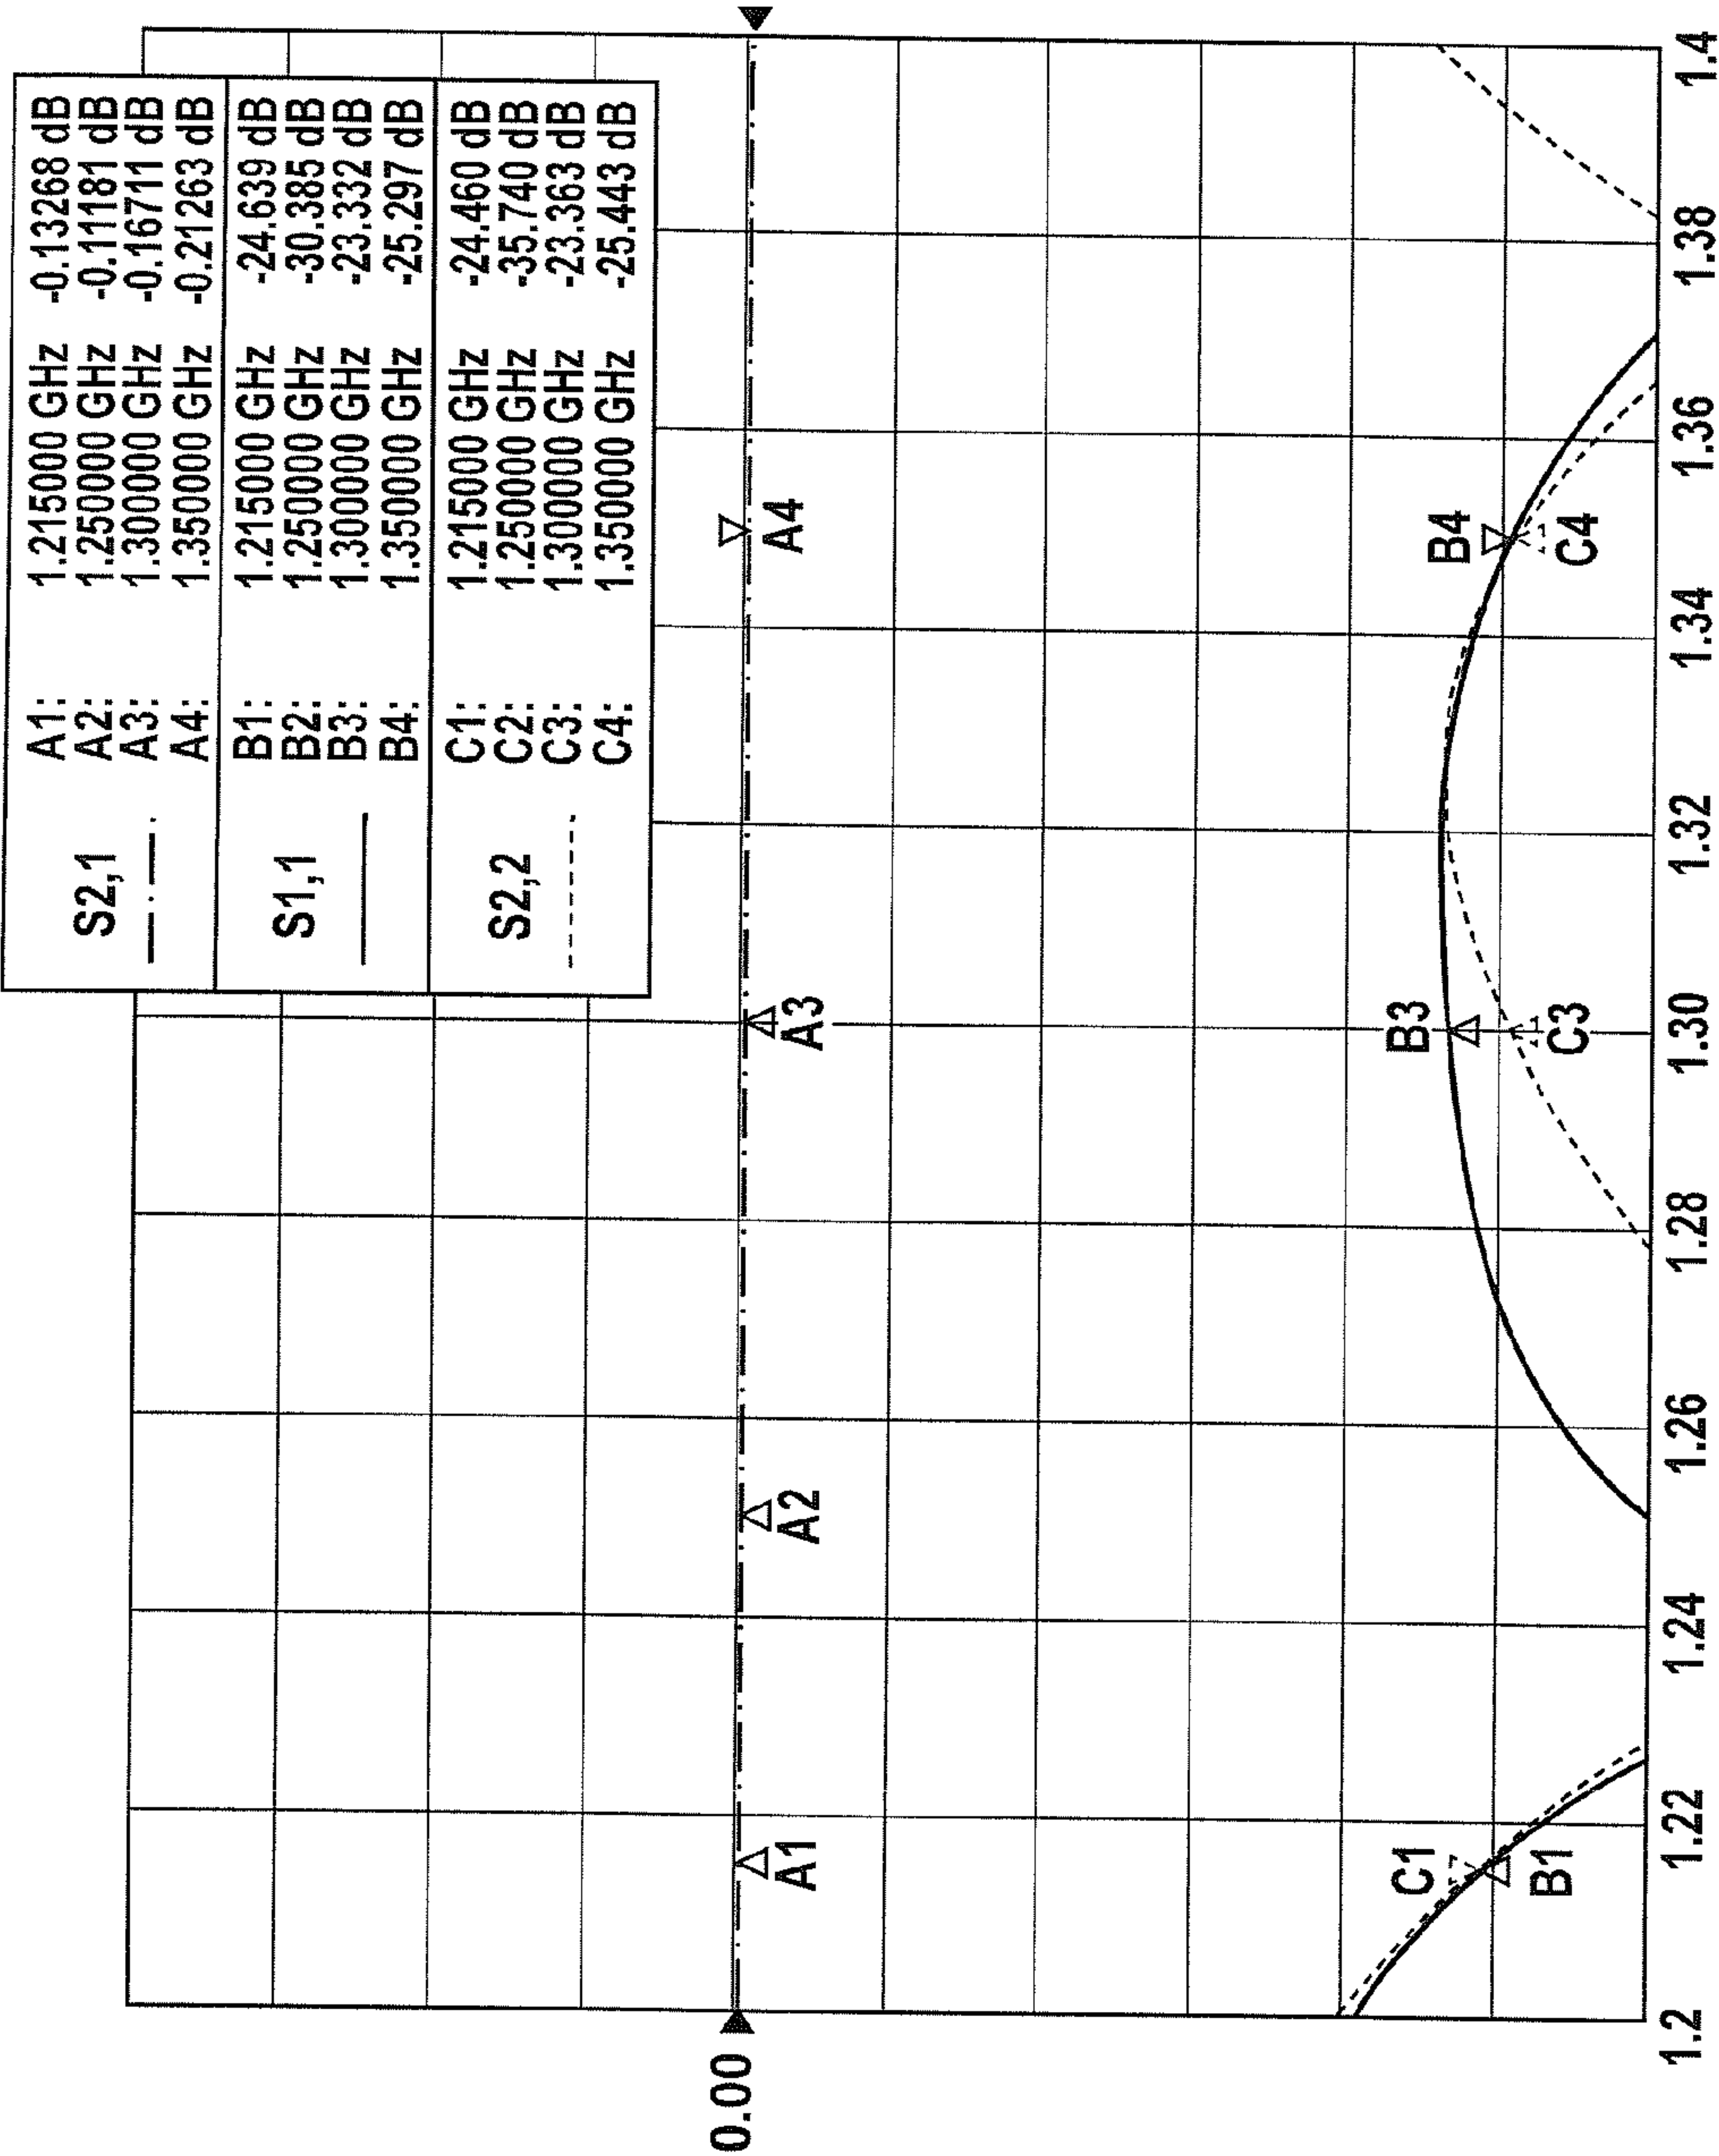 S2,1
A1: 1.215000 GHz -0.13268 dB
A2: 1.250000 GHz -0.11181 dB
A3: 1.300000 GHz -0.16711 dB
A4: 1.350000 GHz -0.21263 dB
S1,1
B1: 1.215000 GHz -24.639 dB
B2: 1.250000 GHz -30.385 dB
B3: 1.300000 GHz -23.332 dB
B4: 1.350000 GHz -25.297 dB
S2,2
C1: 1.215000 GHz -24.460 dB
C2: 1.250000 GHz -35.740 dB
C3: 1.300000 GHz -23.363 dB
C4: 1.350000 GHz -25.443 dB
0.00
A1
A2
A3
A4
C1
B1
B3
C3
B4
C4
1.2 1.22 1.24 1.26 1.28 1.30 1.32 1.34 1.36 1.38 1.4